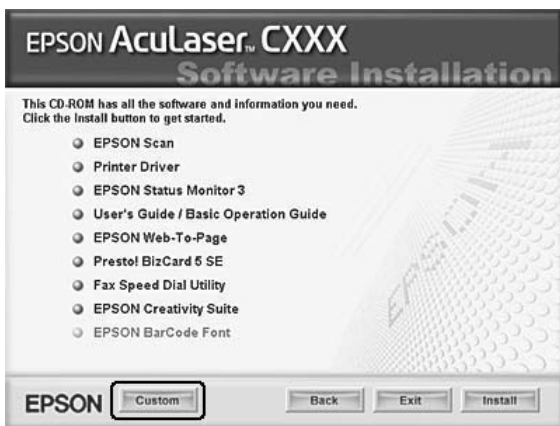 EPSON AcuLaser™ CXXX
Software Installation
This CD-ROM has all the software and information you need.
Click the Install button to get started.
EPSON Scan
Printer Driver
EPSON Status Monitor 3
User's Guide / Basic Operation Guide
EPSON Web-To-Page
Presto! BizCard 5 SE
Fax Speed Dial Utility
EPSON Creativity Suite
EPSON BarCode Font
EPSON
EPSON Custom Back Exit Install